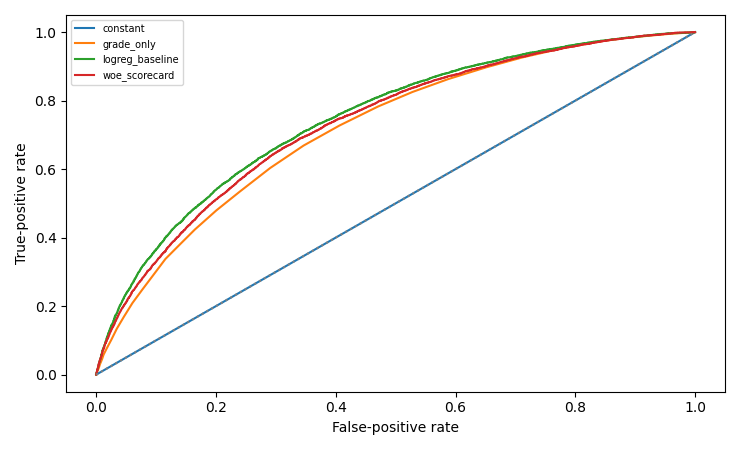 constant
grade_only
logreg_baseline
woe_scorecard
1.0
0.8
0.6
0.4
0.2
0.0
True-positive rate
0.0 0.2 0.4 0.6 0.8 1.0
False-positive rate